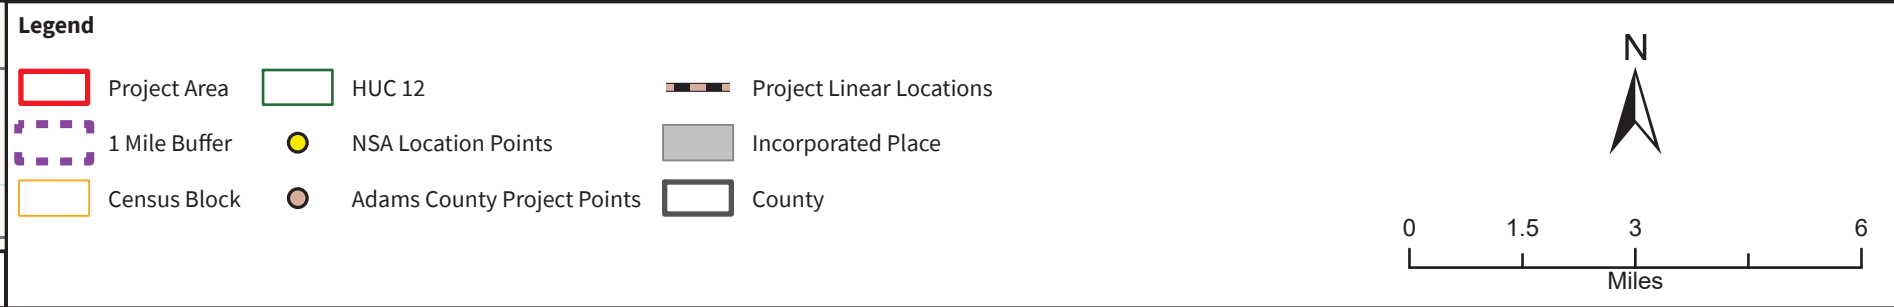 Legend
Project Area
1 Mile Buffer
Census Block
HUC 12
NSA Location Points
Adams County Project Points
Project Linear Locations
Incorporated Place
County
N
0 1.5 3 6
Miles